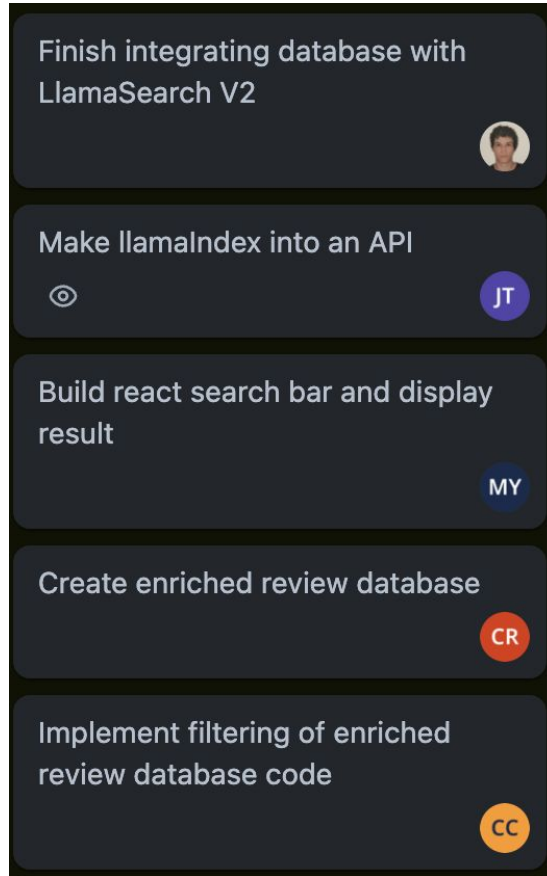 Finish integrating database with
LlamaSearch V2
Make llamaIndex into an API
JT
Build react search bar and display
result
MY
Create enriched review database
CR
Implement filtering of enriched
review database code
CC